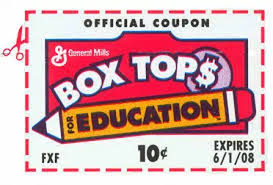 OFFICIAL COUPON
G General Mills
BOX TOP$
FOR EDUCATION
FXF 10¢ EXPIRES
6/1/08